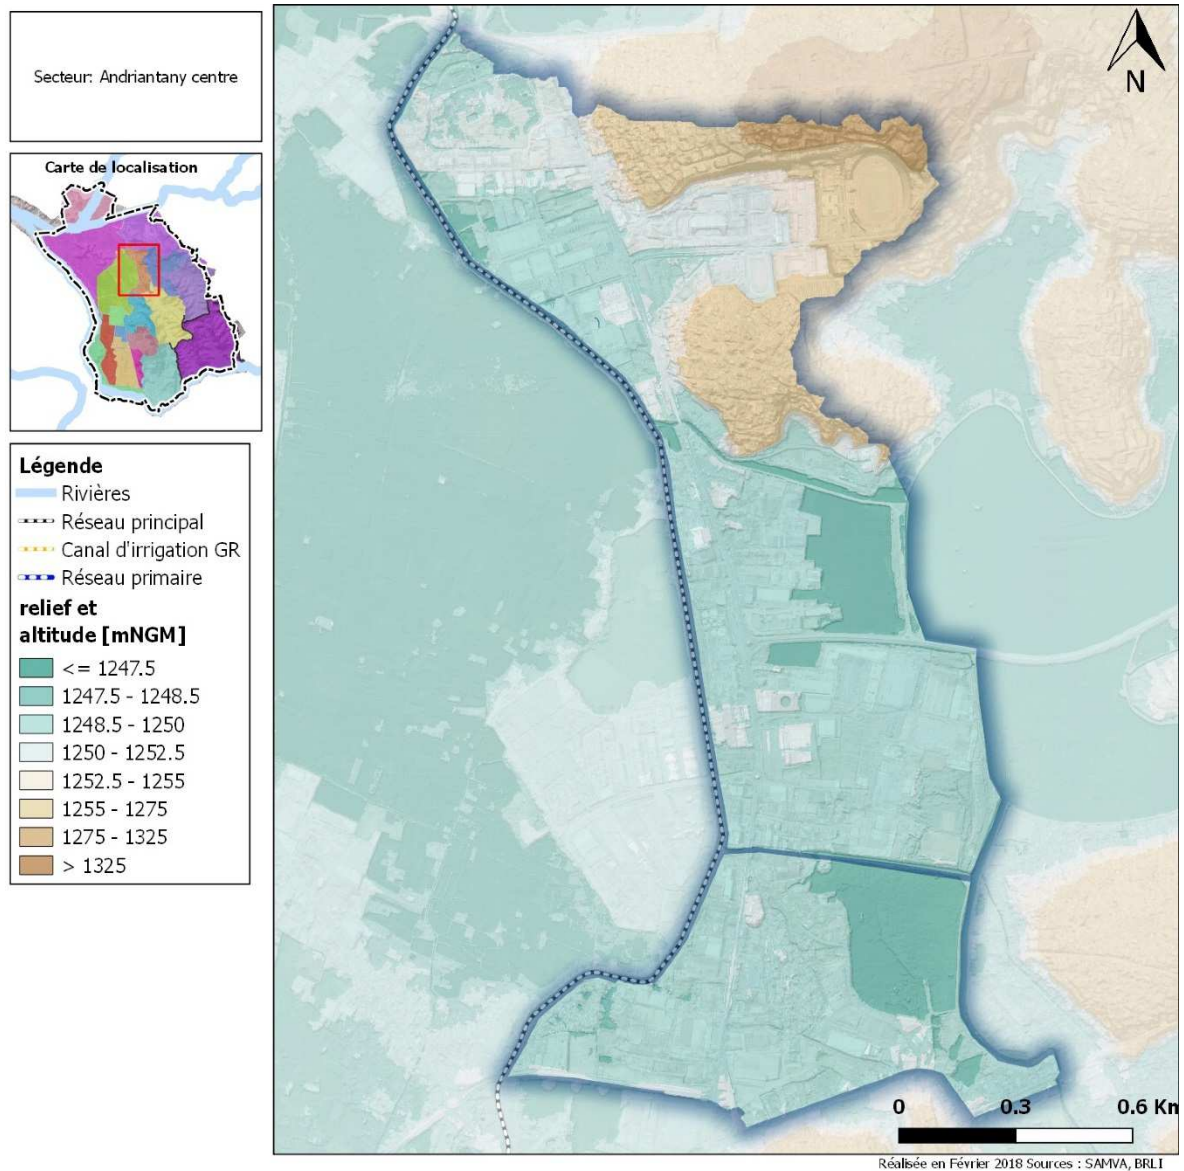 Secteur: Andriantany centre
Carte de localisation
Légende
Rivières
Réseau principal
Canal d'irrigation GR
Réseau primaire
relief et
altitude [mNGM]
<= 1247.5
1247.5 - 1248.5
1248.5 - 1250
1250 - 1252.5
1252.5 - 1255
1255 - 1275
1275 - 1325
> 1325
N
0 0.3 0.6 Km
Réalisée en Février 2018 Sources : SAMVA, BRLI